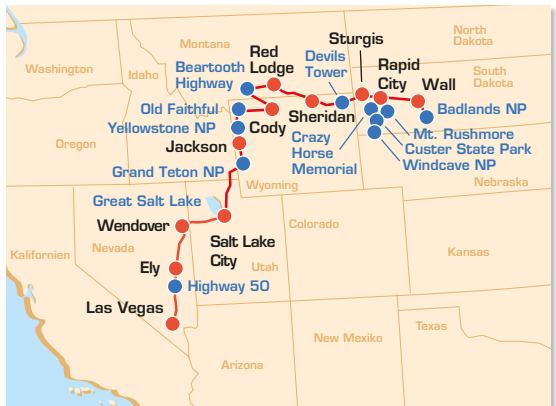 North
Dakota
Montana
Red
Lodge
Sturgis
Devils
Tower
Rapid
City
Wall
South
Dakota
Washington
Idaho
Beartooth
Highway
Old Faithful
Yellowstone NP
Cody
Sheridan
Badlands NP
Mt. Rushmore
Custer State Park
Windcave NP
Crazy
Horse
Memorial
Oregon
Jackson
Grand Teton NP
Wyoming
Nebraska
Great Salt Lake
Wendover
Salt Lake
City
Colorado
Kalifornien
Nevada
Utah
Kansas
Ely
Highway 50
Las Vegas
Arizona
New Mexiko
Texas